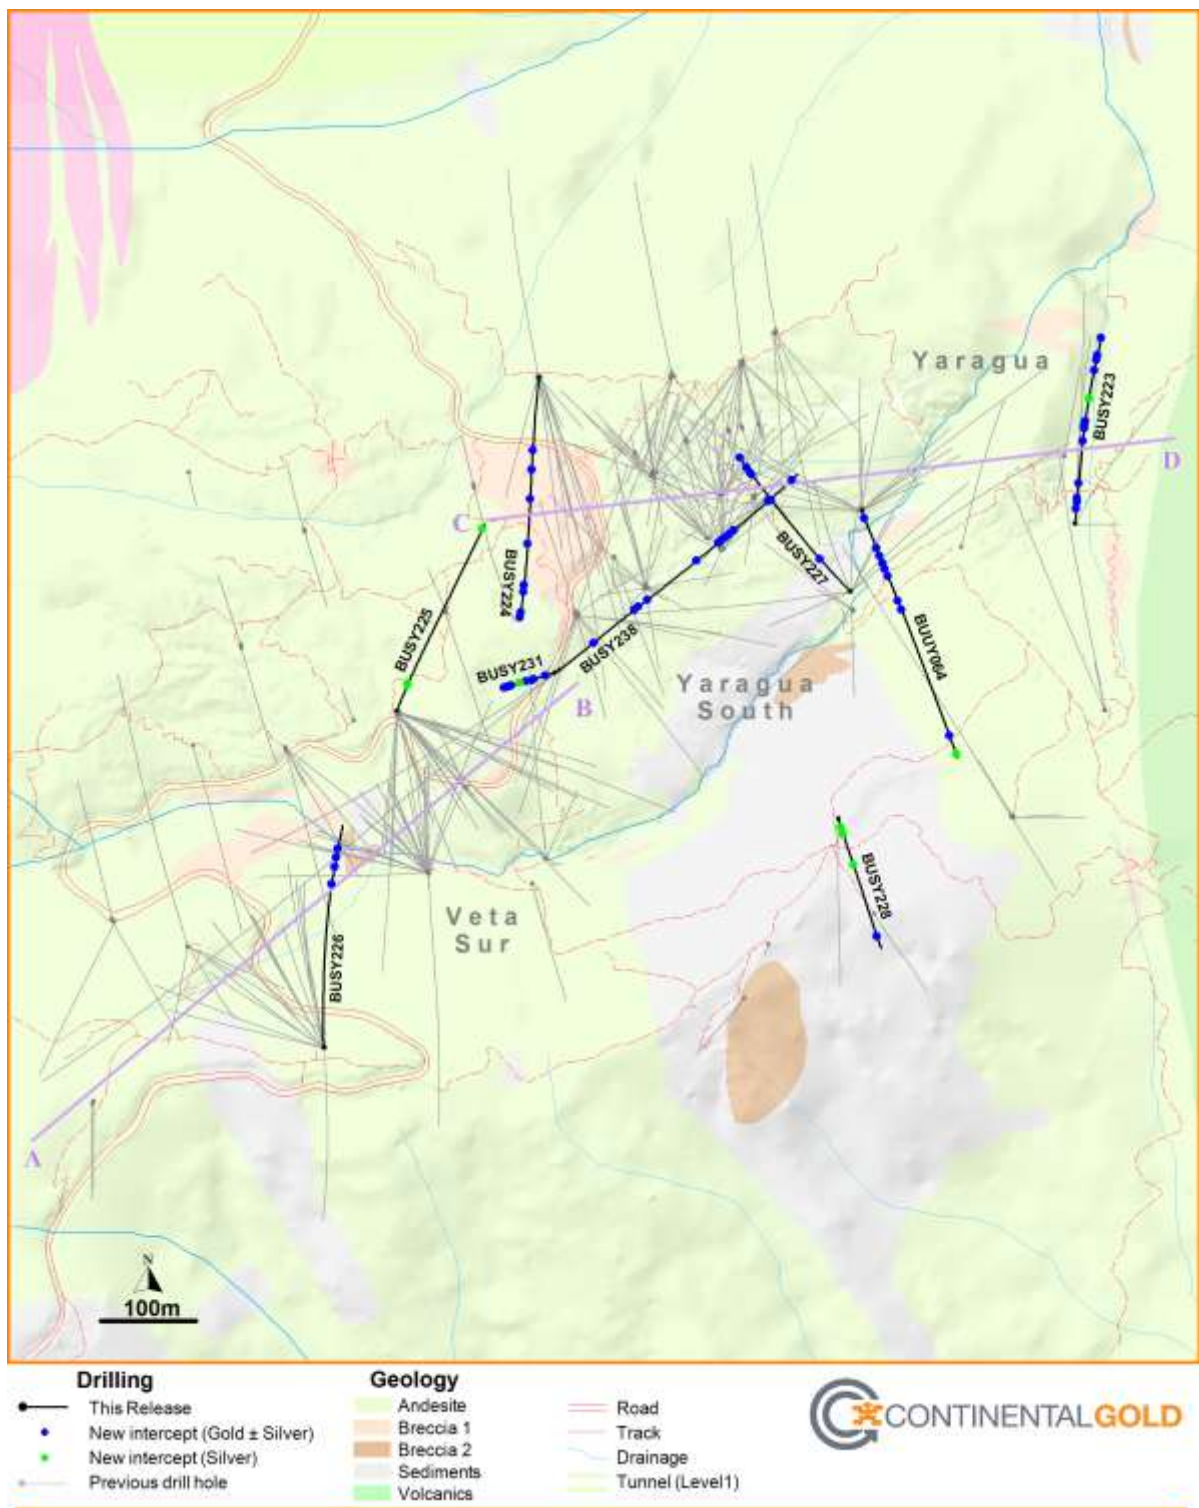 Yaragua
BUSY223
D
C
BUSY224
BUSY227
BUSY225
BUSY238
BUUY064
BUSY231
Yaragua
South
B
BUSY228
Veta
Sur
BUSY226
A
N
100m
Drilling
This Release
New intercept (Gold ± Silver)
New intercept (Silver)
Previous drill hole
Geology
Andesite
Breccia 1
Breccia 2
Sediments
Volcanics
Road
Track
Drainage
Tunnel (Level1)
CONTINENTALGOLD